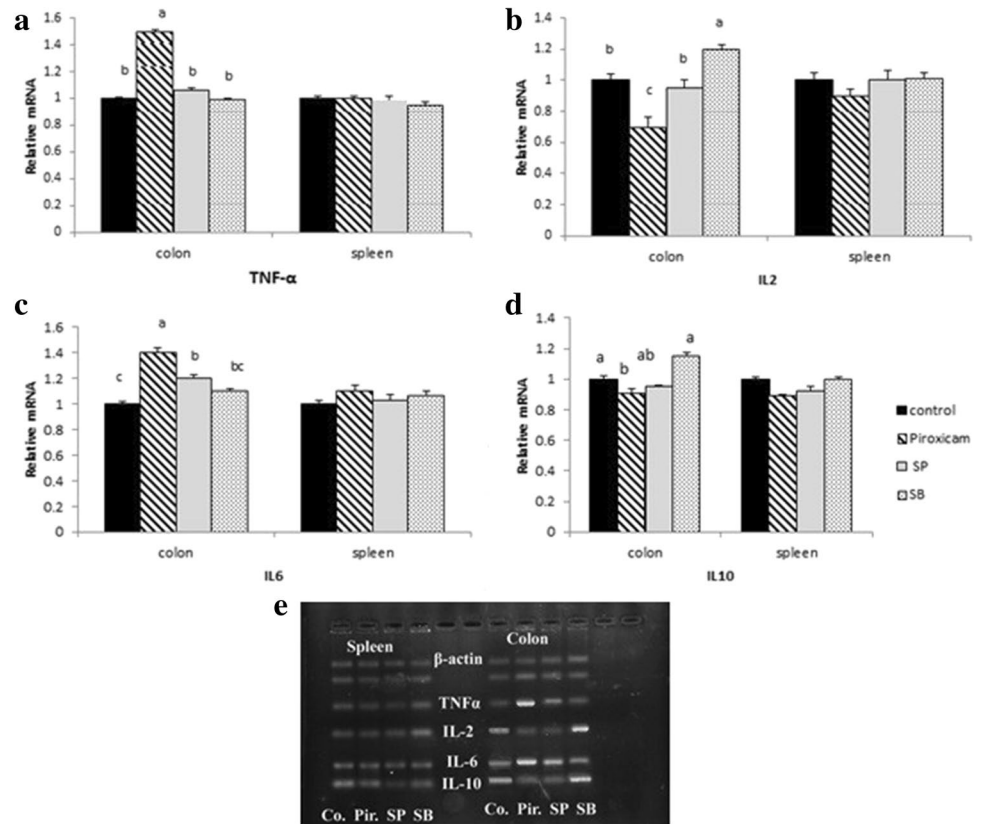 a
Relative mRNA
1.6
1.4
1.2
1
0.8
0.6
0.4
0.2
0
b a b b
colon spleen
TNF-α
b
Relative mRNA
1.4
1.2
1
0.8
0.6
0.4
0.2
0
b c b a
colon spleen
IL2
c
Relative mRNA
1.6
1.4
1.2
1
0.8
0.6
0.4
0.2
0
c a b bc
colon spleen
IL6
d
Relative mRNA
1.4
1.2
1
0.8
0.6
0.4
0.2
0
a b ab a
colon spleen
IL10
control
Piroxicam
SP
SB
e
Spleen Colon
β-actin
TNFα
IL-2
IL-6
IL-10
Co. Pir. SP SB Co. Pir. SP SB